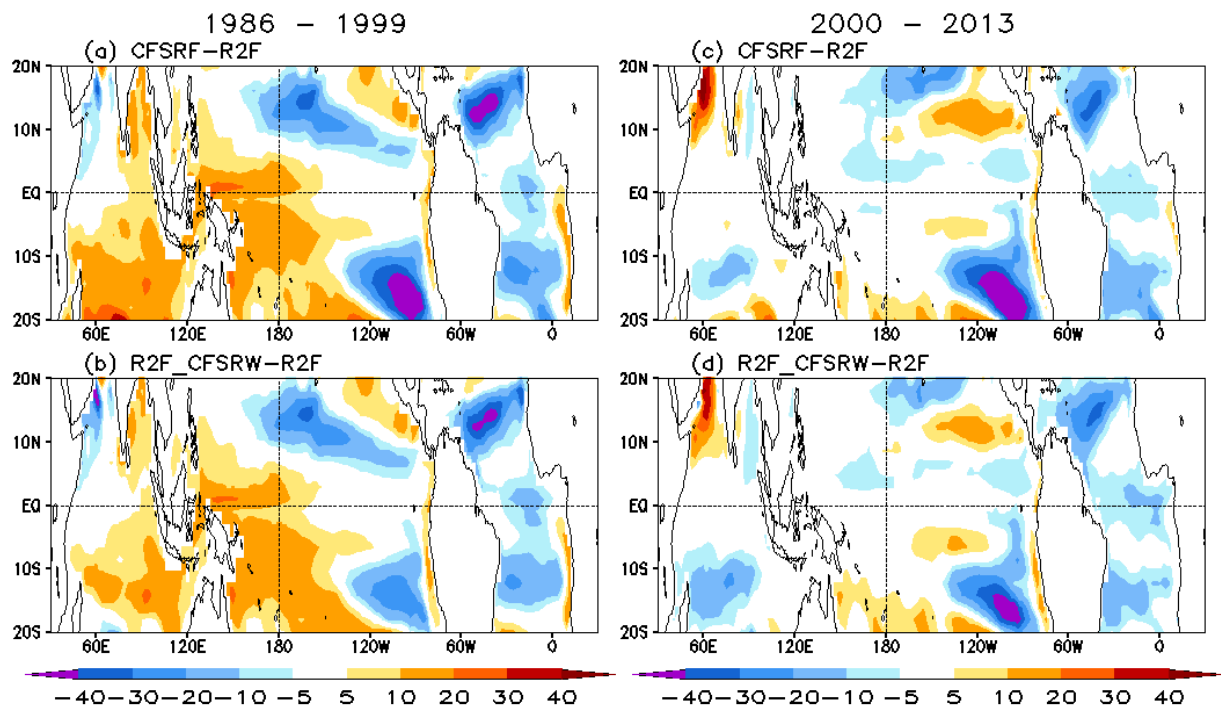 1986 – 1999
2000 – 2013
(a) CFSRF–R2F
(c) CFSRF–R2F
20N
10N
EQ
10S
20S
60E 120E 180 120W 60W 0
20N
10N
EQ
10S
20S
60E 120E 180 120W 60W 0
(b) R2F_CFSRW–R2F
(d) R2F_CFSRW–R2F
20N
10N
EQ
10S
20S
60E 120E 180 120W 60W 0
20N
10N
EQ
10S
20S
60E 120E 180 120W 60W 0
–40 –30 –20 –10 –5 5 10 20 30 40
–40 –30 –20 –10 –5 5 10 20 30 40